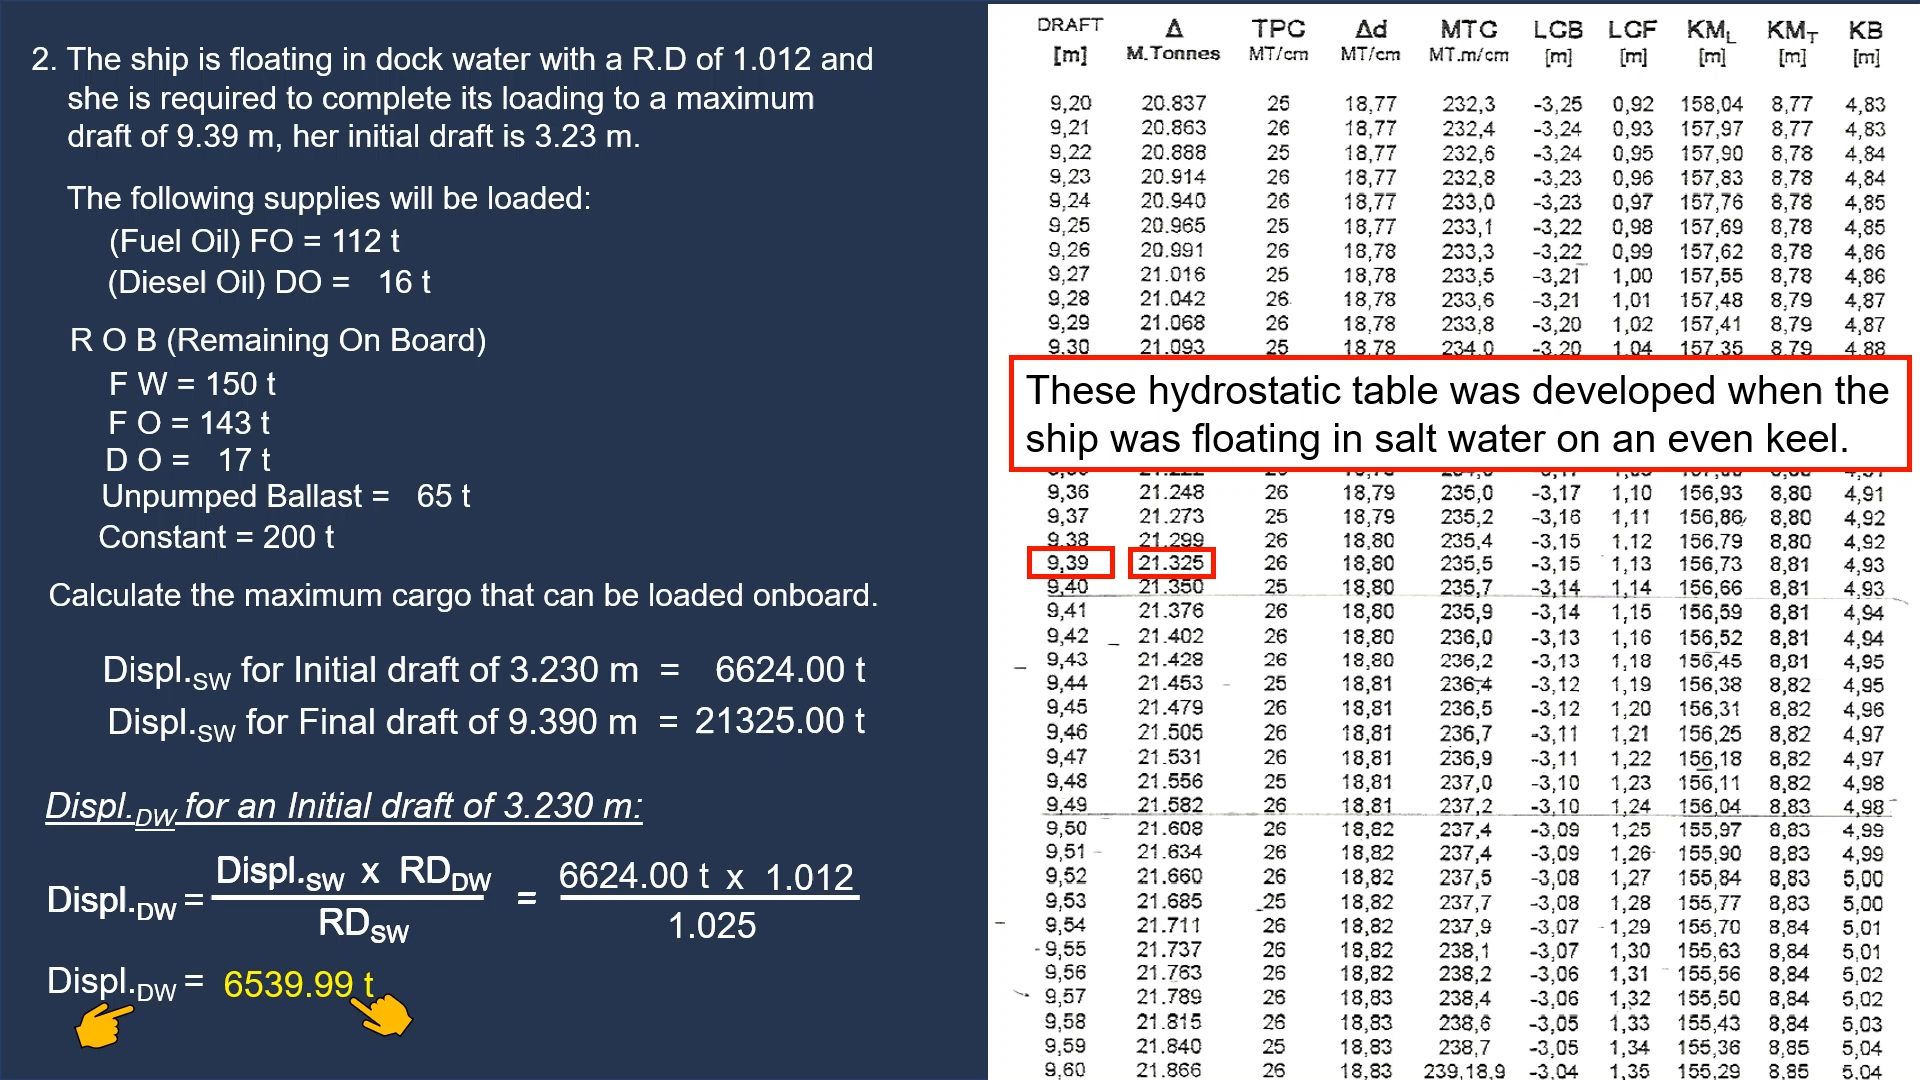 2. The ship is floating in dock water with a R.D of 1.012 and
she is required to complete its loading to a maximum
draft of 9.39 m, her initial draft is 3.23 m.
The following supplies will be loaded:
(Fuel Oil) FO = 112 t
(Diesel Oil) DO = 16 t
R O B (Remaining On Board)
F W = 150 t
F O = 143 t
D O = 17 t
Unpumped Ballast = 65 t
Constant = 200 t
Calculate the maximum cargo that can be loaded onboard.
Displ.SW for Initial draft of 3.230 m = 6624.00 t
Displ.SW for Final draft of 9.390 m = 21325.00 t
Displ.DW for an Initial draft of 3.230 m:
Displ.DW = Displ.SW x RDDW / RDSW = 6624.00 t x 1.012 / 1.025
Displ.DW = 6539.99 t
DRAFT Δ TPC Δd MTC LCB LCF KML KMT KB
[m] M.Tonnes MT/cm MT/cm MT.m/cm [m] [m] [m] [m] [m]
9,20 20.837 25 18,77 232,3 -3,25 0,92 158,04 8,77 4,83
9,21 20.863 26 18,77 232,4 -3,24 0,93 157,97 8,77 4,83
9,22 20.888 25 18,77 232,6 -3,24 0,95 157,90 8,78 4,84
9,23 20.914 26 18,77 232,8 -3,23 0,96 157,83 8,78 4,84
9,24 20.940 26 18,77 233,0 -3,23 0,97 157,76 8,78 4,85
9,25 20.965 25 18,77 233,1 -3,22 0,98 157,69 8,78 4,85
9,26 20.991 26 18,78 233,3 -3,22 0,99 157,62 8,78 4,86
9,27 21.016 25 18,78 233,5 -3,21 1,00 157,55 8,78 4,86
9,28 21.042 26 18,78 233,6 -3,21 1,01 157,48 8,79 4,87
9,29 21.068 26 18,78 233,8 -3,20 1,02 157,41 8,79 4,87
9,30 21.093 25 18,78 234,0 -3,20 1,04 157,35 8,79 4,88
These hydrostatic table was developed when the
ship was floating in salt water on an even keel.
9,36 21.248 26 18,79 235,0 -3,17 1,10 156,93 8,80 4,91
9,37 21.273 25 18,79 235,2 -3,16 1,11 156,86 8,80 4,92
9,38 21.299 26 18,80 235,4 -3,15 1,12 156,79 8,80 4,92
9,39 21.325 26 18,80 235,5 -3,15 1,13 156,73 8,81 4,93
9,40 21.350 25 18,80 235,7 -3,14 1,14 156,66 8,81 4,93
9,41 21.376 26 18,80 235,9 -3,14 1,15 156,59 8,81 4,94
9,42 21.402 26 18,80 236,0 -3,13 1,16 156,52 8,81 4,94
9,43 21.428 26 18,80 236,2 -3,13 1,18 156,45 8,81 4,95
9,44 21.453 25 18,81 236,4 -3,12 1,19 156,38 8,82 4,95
9,45 21.479 26 18,81 236,5 -3,12 1,20 156,31 8,82 4,96
9,46 21.505 26 18,81 236,7 -3,11 1,21 156,25 8,82 4,97
9,47 21.531 26 18,81 236,9 -3,11 1,22 156,18 8,82 4,97
9,48 21.556 25 18,81 237,0 -3,10 1,23 156,11 8,82 4,98
9,49 21.582 26 18,81 237,2 -3,10 1,24 156,04 8,83 4,98
9,50 21.608 26 18,82 237,4 -3,09 1,25 155,97 8,83 4,99
9,51 21.634 26 18,82 237,4 -3,09 1,26 155,90 8,83 4,99
9,52 21.660 26 18,82 237,5 -3,08 1,27 155,84 8,83 5,00
9,53 21.685 25 18,82 237,7 -3,08 1,28 155,77 8,83 5,00
9,54 21.711 26 18,82 237,9 -3,07 1,29 155,70 8,84 5,01
9,55 21.737 26 18,82 238,1 -3,07 1,30 155,63 8,84 5,01
9,56 21.763 26 18,82 238,2 -3,06 1,31 155,56 8,84 5,02
9,57 21.789 26 18,83 238,4 -3,06 1,32 155,50 8,84 5,02
9,58 21.815 26 18,83 238,6 -3,05 1,33 155,43 8,84 5,03
9,59 21.840 25 18,83 238,7 -3,05 1,34 155,36 8,85 5,04
9,60 21.866 26 18,83 239,18,9 -3,04 1,35 155,29 8,85 5,04